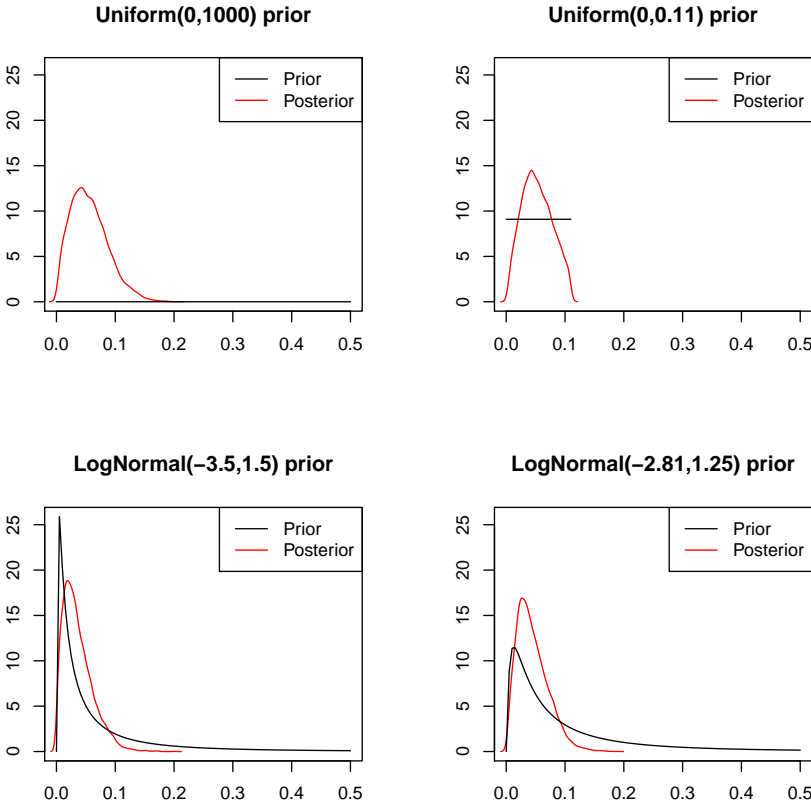 Uniform(0,1000) prior
25
20
15
10
5
0
Prior
Posterior
0.0 0.1 0.2 0.3 0.4 0.5
Uniform(0,0.11) prior
25
20
15
10
5
0
Prior
Posterior
0.0 0.1 0.2 0.3 0.4 0.5
LogNormal(−3.5,1.5) prior
25
20
15
10
5
0
Prior
Posterior
0.0 0.1 0.2 0.3 0.4 0.5
LogNormal(−2.81,1.25) prior
25
20
15
10
5
0
Prior
Posterior
0.0 0.1 0.2 0.3 0.4 0.5